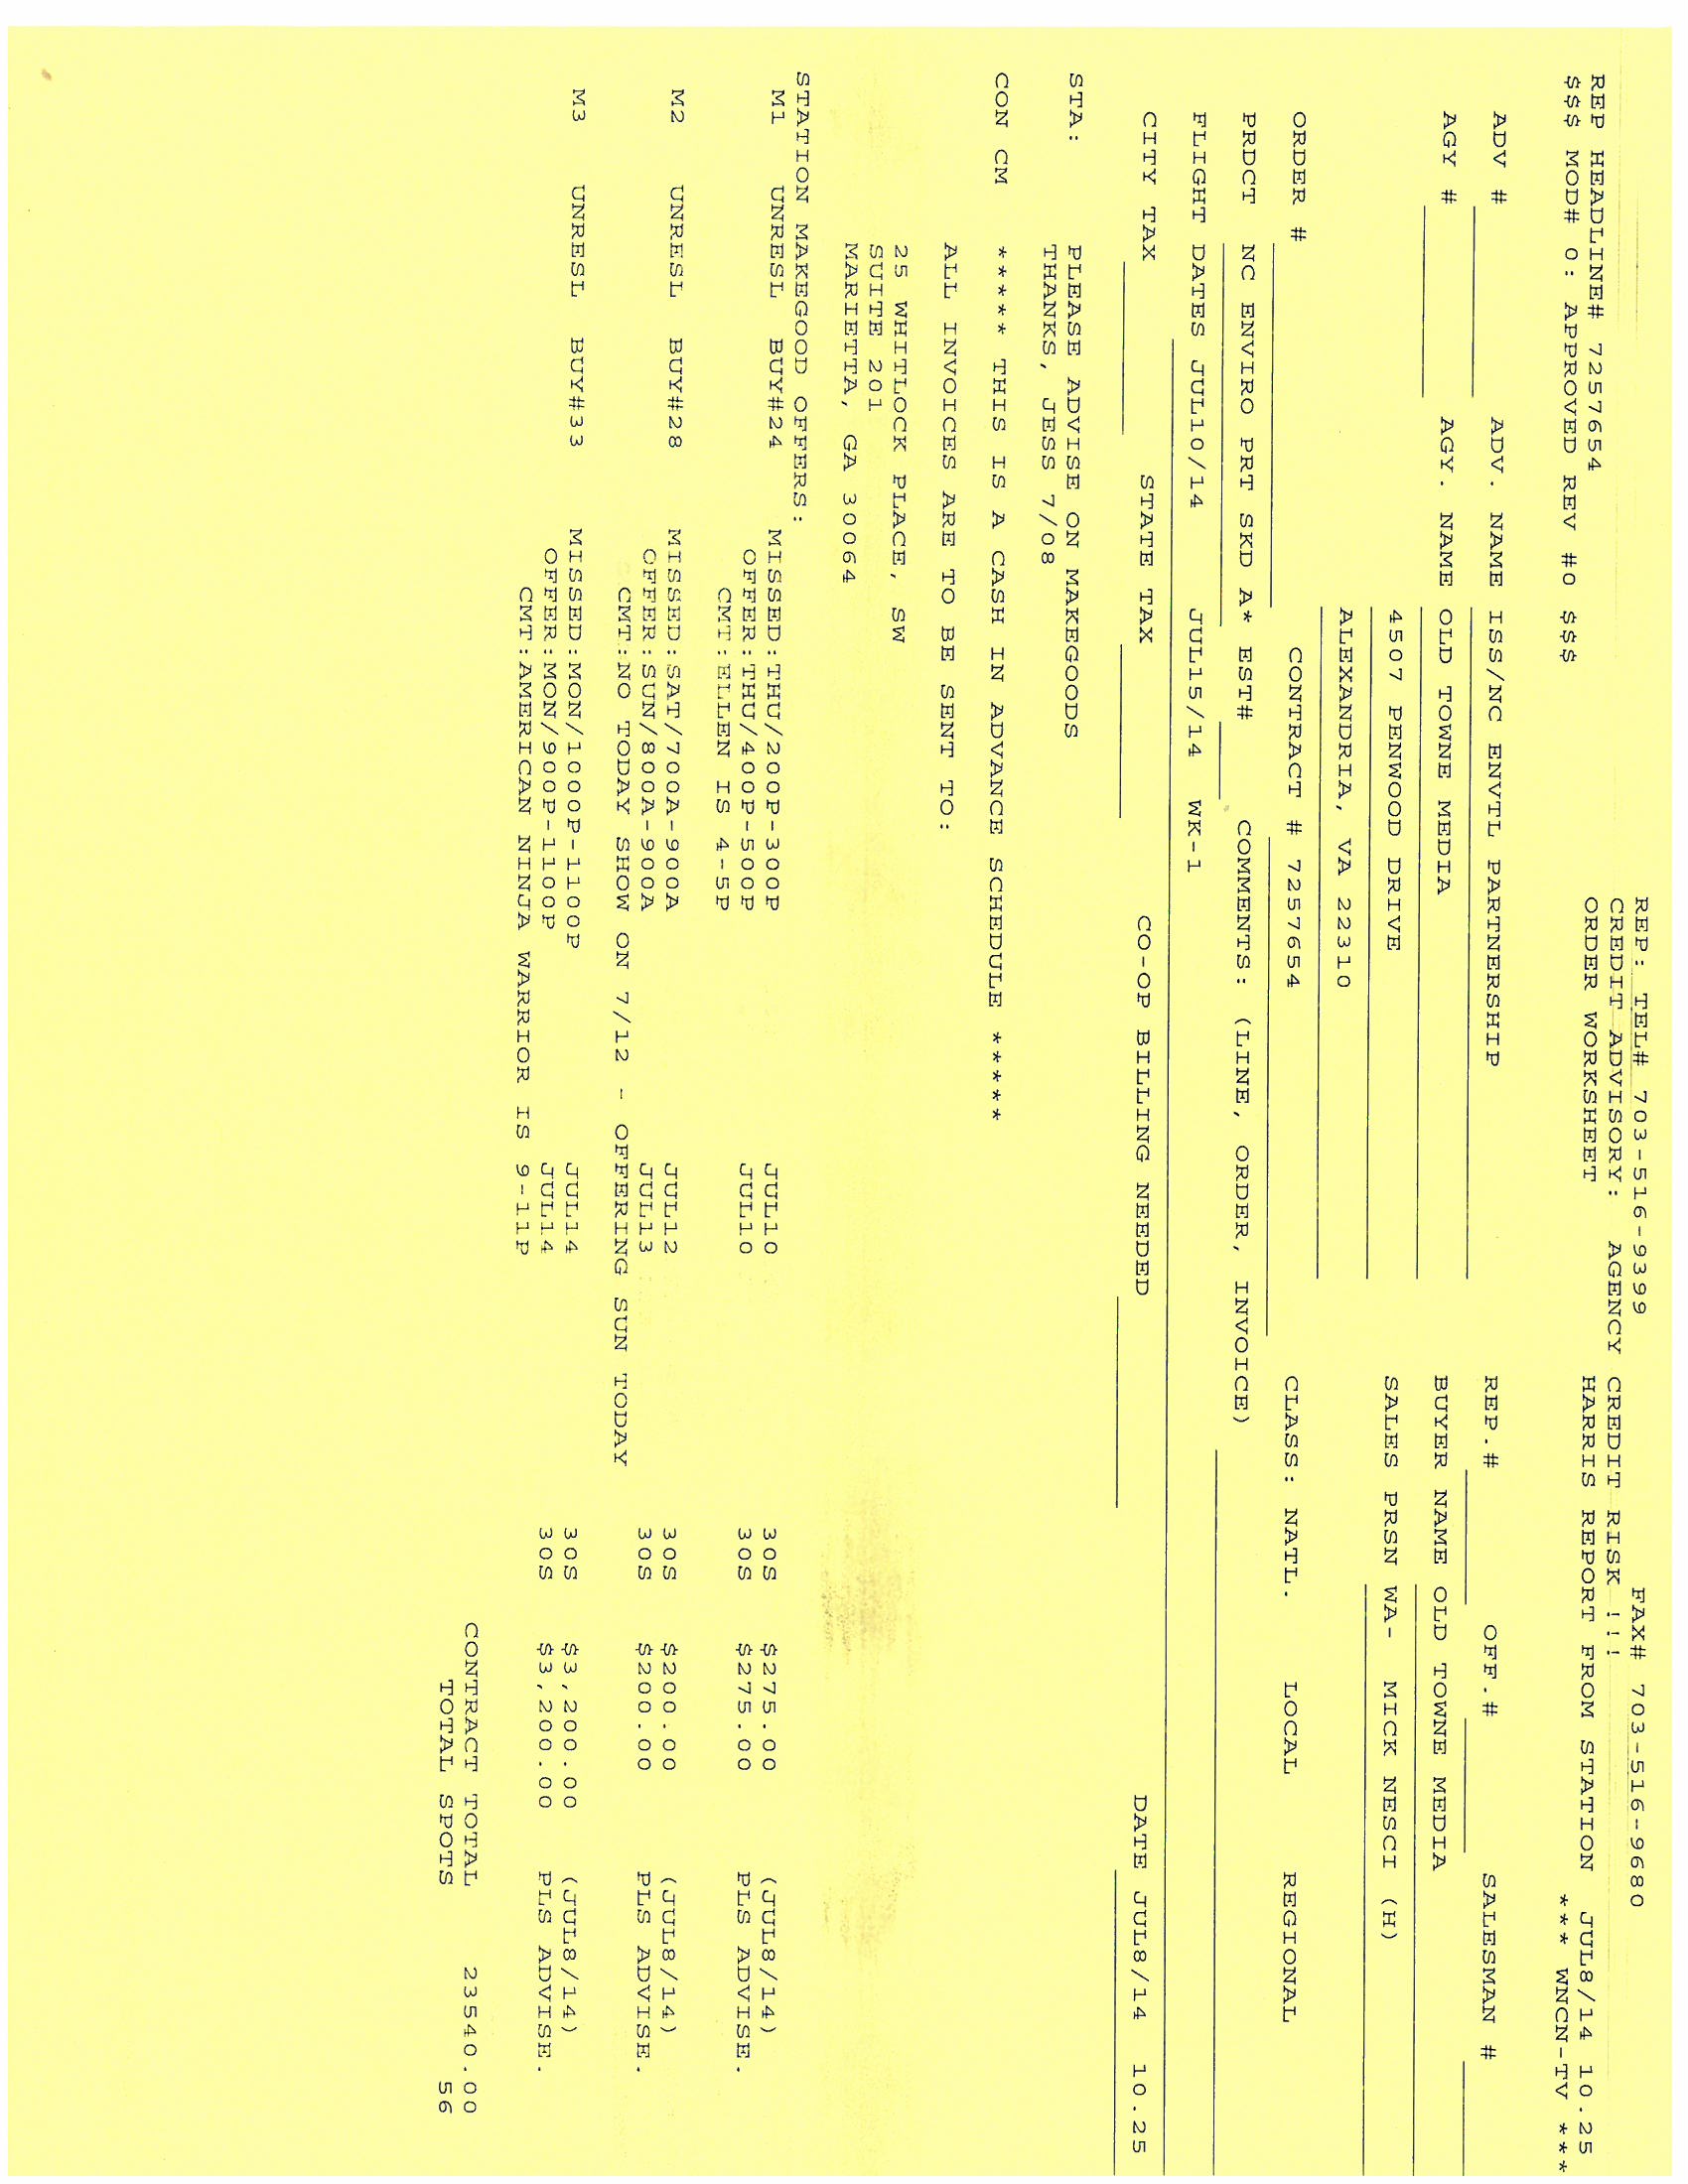 REP: TEL# 703-516-9399 FAX# 703-516-9680
CREDIT ADVISORY: AGENCY CREDIT RISK !!!
REP HEADLINE# 7257654 ORDER WORKSHEET HARRIS REPORT FROM STATION JUL8/14 10.25
$$$ MOD# 0: APPROVED REV #0 $$$ *** WNCN-TV ***
ADV # ADV. NAME ISS/NC ENVTL PARTNERSHIP REP.# OFF.# SALESMAN #
AGY # AGY. NAME OLD TOWNE MEDIA BUYER NAME OLD TOWNE MEDIA
4507 PENWOOD DRIVE SALES PRSN WA- MICK NESCI (H)
ALEXANDRIA, VA 22310
ORDER # CONTRACT # 7257654 CLASS: NATL. LOCAL REGIONAL
PRDCT NC ENVIRO PRT SKD A* EST# COMMENTS: (LINE, ORDER, INVOICE)
FLIGHT DATES JUL10/14 JUL15/14 WK-1
CITY TAX STATE TAX CO-OP BILLING NEEDED DATE JUL8/14 10.25
STA: PLEASE ADVISE ON MAKEGOODS
THANKS, JESS 7/08
CON CM ***** THIS IS A CASH IN ADVANCE SCHEDULE *****
ALL INVOICES ARE TO BE SENT TO:
25 WHITLOCK PLACE, SW
SUITE 201
MARIETTA, GA 30064
STATION MAKEGOOD OFFERS:
M1 UNRESL BUY#24 MISSED:THU/200P-300P JUL10 30S $275.00 (JUL8/14)
OFFER:THU/400P-500P JUL10 30S $275.00 PLS ADVISE.
CMT:ELLEN IS 4-5P
M2 UNRESL BUY#28 MISSED:SAT/700A-900A JUL12 30S $200.00 (JUL8/14)
OFFER:SUN/800A-900A JUL13 30S $200.00 PLS ADVISE.
CMT:NO TODAY SHOW ON 7/12 - OFFERING SUN TODAY
M3 UNRESL BUY#33 MISSED:MON/1000P-1100P JUL14 30S $3,200.00 (JUL8/14)
OFFER:MON/900P-1100P JUL14 30S $3,200.00 PLS ADVISE.
CMT:AMERICAN NINJA WARRIOR IS 9-11P
CONTRACT TOTAL 23540.00
TOTAL SPOTS 56